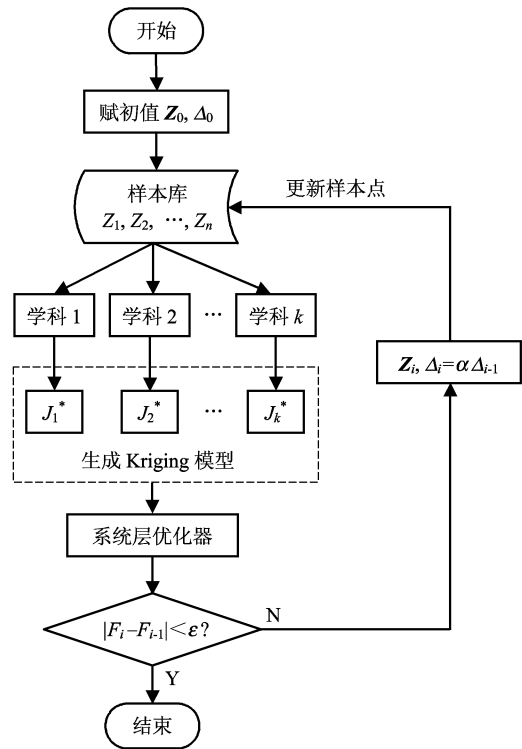 开始
赋初值 Z₀, Δ₀
样本库
Z₁, Z₂, …, Zₙ
更新样本点
学科 1
学科 2
…
学科 k
Zᵢ, Δᵢ=αΔᵢ₋₁
J₁*
J₂*
…
Jₖ*
生成 Kriging 模型
系统层优化器
|Fᵢ−Fᵢ₋₁|<ε?
N
Y
结束